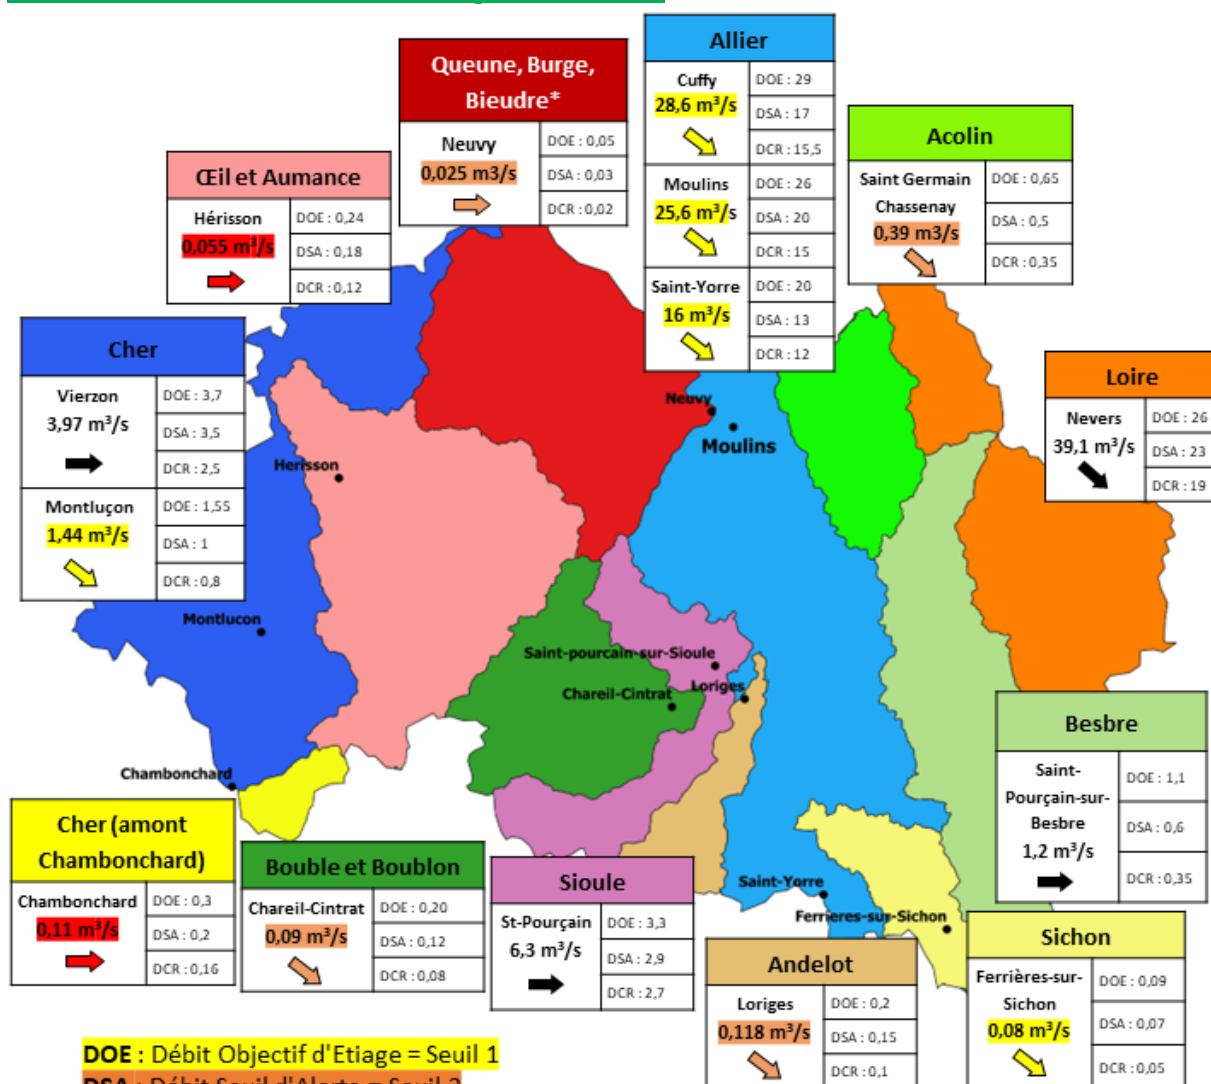 Allier
Cuffy
28,6 m³/s
DOE : 29
DSA : 17
DCR : 15,5
Moulins
25,6 m³/s
DOE : 26
DSA : 20
DCR : 15
Saint-Yorre
16 m³/s
DOE : 20
DSA : 13
DCR : 12
Queune, Burge,
Bieudre*
Neuvy
0,025 m3/s
DOE : 0,05
DSA : 0,03
DCR : 0,02
Acolin
Saint Germain
Chassenay
0,39 m3/s
DOE : 0,65
DSA : 0,5
DCR : 0,35
Œil et Aumance
Hérisson
0,055 m³/s
DOE : 0,24
DSA : 0,18
DCR : 0,12
Cher
Vierzon
3,97 m³/s
DOE : 3,7
DSA : 3,5
DCR : 2,5
Montluçon
1,44 m³/s
DOE : 1,55
DSA : 1
DCR : 0,8
Loire
Nevers
39,1 m³/s
DOE : 26
DSA : 23
DCR : 19
Neuvy
Moulins
Herisson
Montlucon
Saint-pourcain-sur-Sioule
Loriges
Chareil-Cintrat
Chambonchard
Saint-Yorre
Ferrieres-sur-Sichon
Besbre
Saint-
Pourçain-sur-
Besbre
1,2 m³/s
DOE : 1,1
DSA : 0,6
DCR : 0,35
Cher (amont
Chambonchard)
Chambonchard
0,11 m³/s
DOE : 0,3
DSA : 0,2
DCR : 0,16
Bouble et Boublon
Chareil-Cintrat
0,09 m³/s
DOE : 0,20
DSA : 0,12
DCR : 0,08
Sioule
St-Pourçain
6,3 m³/s
DOE : 3,3
DSA : 2,9
DCR : 2,7
Andelot
Loriges
0,118 m³/s
DOE : 0,2
DSA : 0,15
DCR : 0,1
Sichon
Ferrières-sur-
Sichon
0,08 m³/s
DOE : 0,09
DSA : 0,07
DCR : 0,05
DOE : Débit Objectif d'Etiage = Seuil 1
DSA : Débit Seuil d'Alerte = Seuil 2